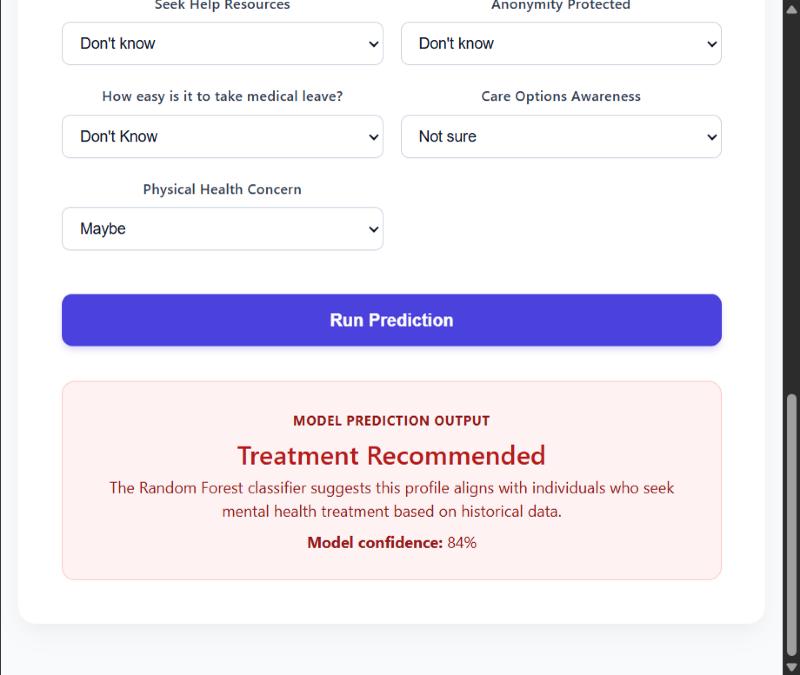 Seek Help Resources
Anonymity Protected
Don't know
Don't know
How easy is it to take medical leave?
Care Options Awareness
Don't Know
Not sure
Physical Health Concern
Maybe
Run Prediction
MODEL PREDICTION OUTPUT
Treatment Recommended
The Random Forest classifier suggests this profile aligns with individuals who seek
mental health treatment based on historical data.
Model confidence: 84%